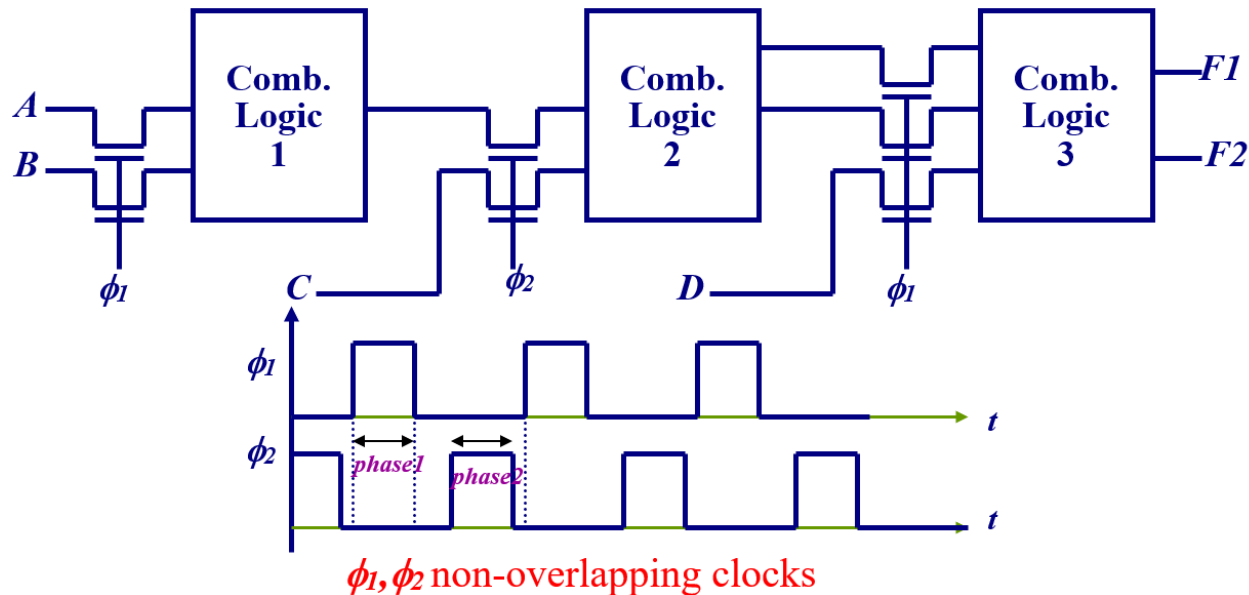 Comb.
Logic
1
Comb.
Logic
2
Comb.
Logic
3
A
B
F1
F2
ϕ1
C
ϕ2
D
ϕ1
ϕ1
t
ϕ2
phase1
phase2
t
ϕ1, ϕ2 non-overlapping clocks